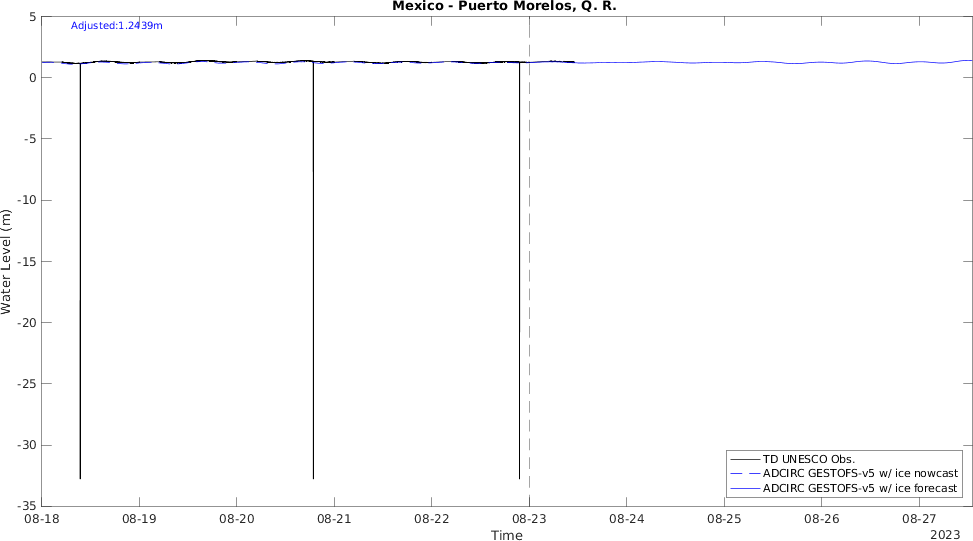 Mexico - Puerto Morelos, Q. R.
Adjusted:1.2439m
5
0
-5
-10
-15
-20
-25
-30
-35
Water Level (m)
TD UNESCO Obs.
ADCIRC GESTOFS-v5 w/ ice nowcast
ADCIRC GESTOFS-v5 w/ ice forecast
08-18 08-19 08-20 08-21 08-22 08-23 08-24 08-25 08-26 08-27
Time
2023